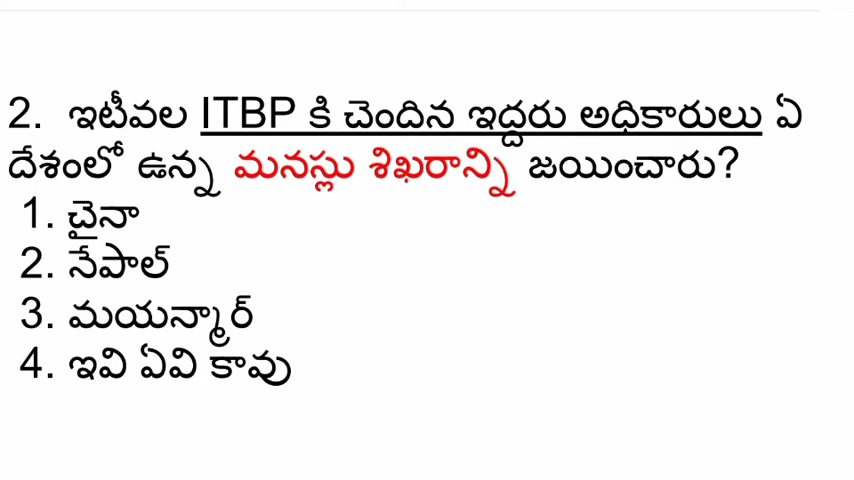 2. ఇటీవల ITBP కి చెందిన ఇద్దరు అధికారులు ఏ
దేశంలో ఉన్న మనస్లు శిఖరాన్ని జయించారు?
1. చైనా
2. నేపాల్
3. మయన్మార్
4. ఇవి ఏవి కావు